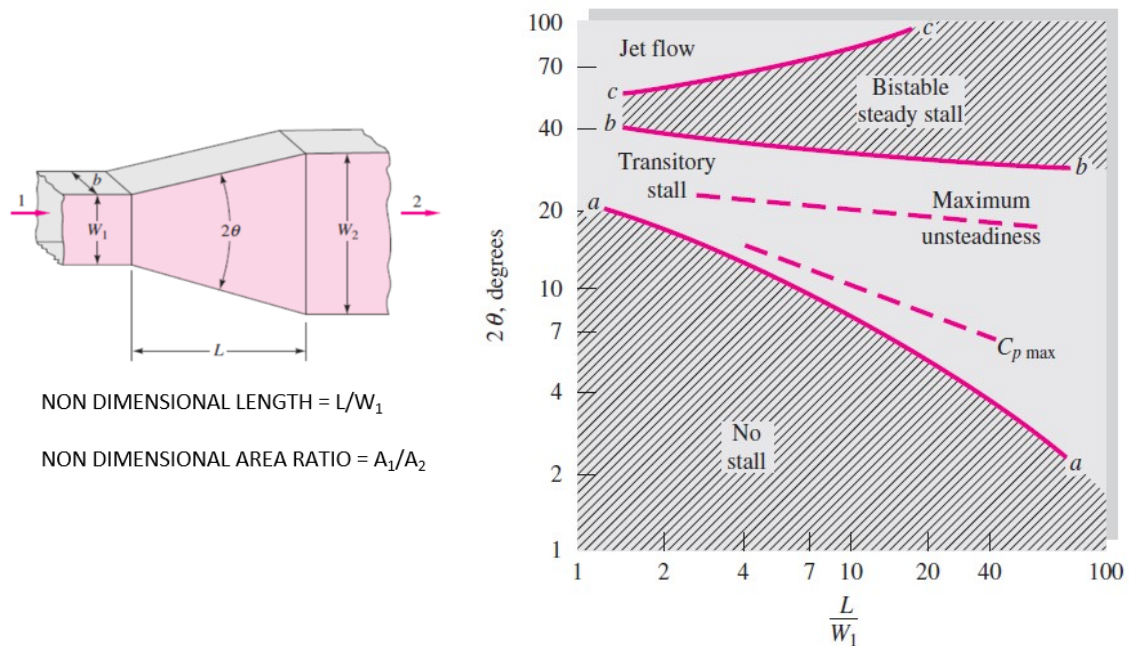 b
1
W1
2θ
W2
2
L
NON DIMENSIONAL LENGTH = L/W1
NON DIMENSIONAL AREA RATIO = A1/A2
100
70
40
20
10
7
4
2
1
2θ, degrees
Jet flow
c
c
Bistable
steady stall
b
b
Transitory
stall
a
Maximum
unsteadiness
Cp max
No
stall
a
1 2 4 7 10 20 40 100
L
W1